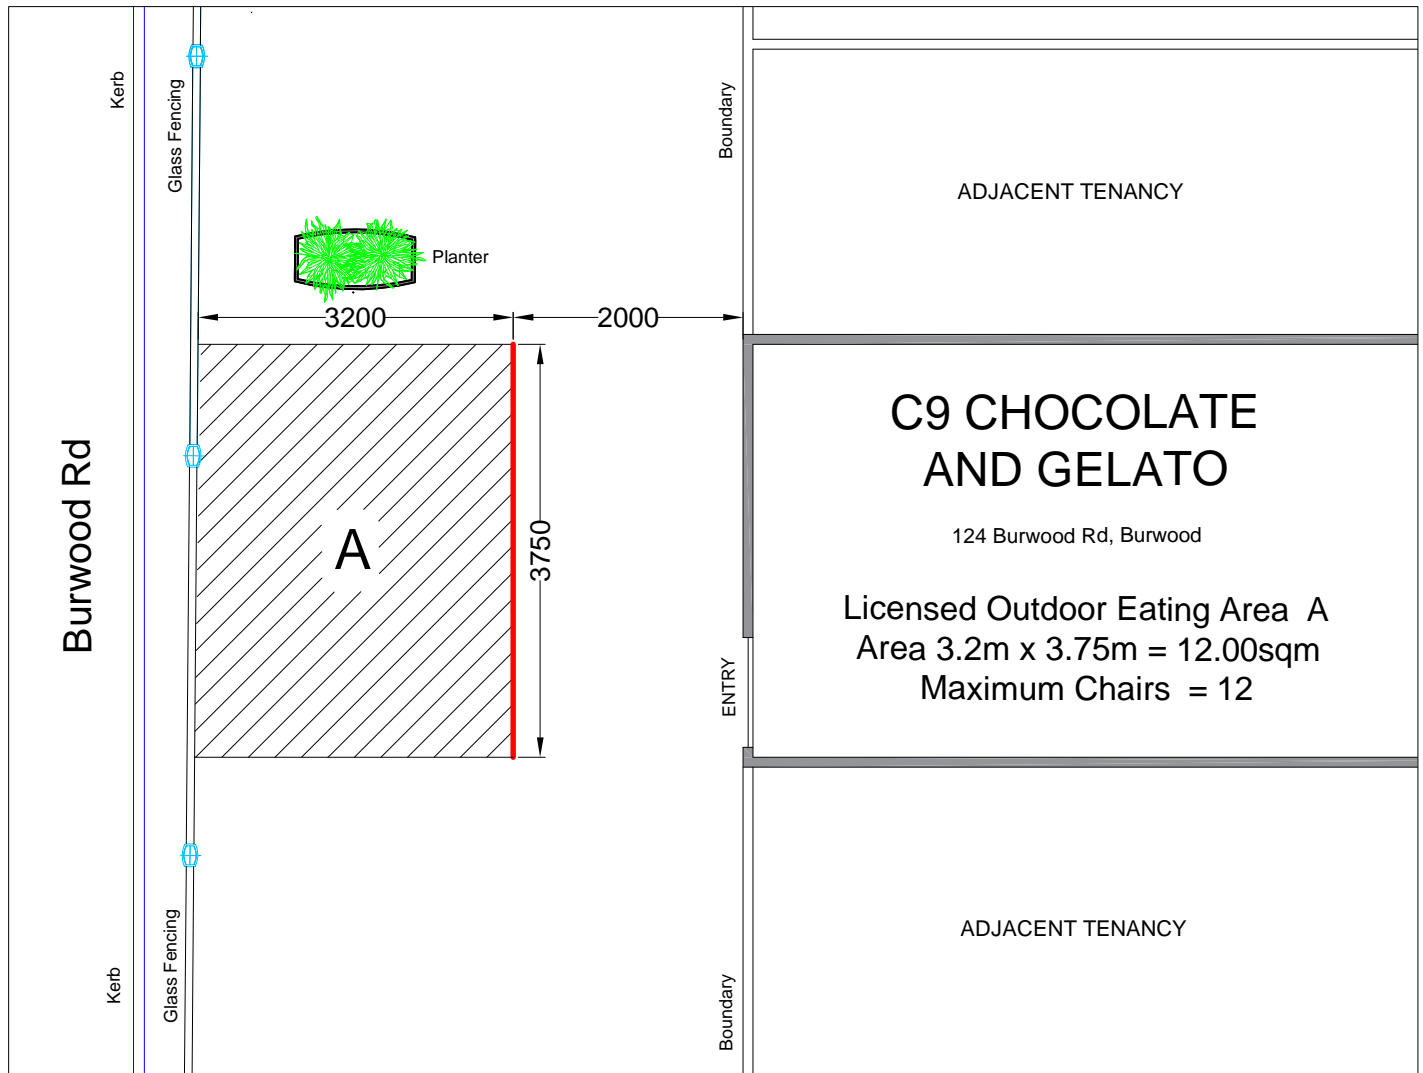 Kerb
Glass Fencing
Boundary
ADJACENT TENANCY
Planter
3200
2000
C9 CHOCOLATE
AND GELATO
124 Burwood Rd, Burwood
Burwood Rd
A
3750
Licensed Outdoor Eating Area A
Area 3.2m x 3.75m = 12.00sqm
Maximum Chairs = 12
ENTRY
ADJACENT TENANCY
Kerb
Glass Fencing
Boundary